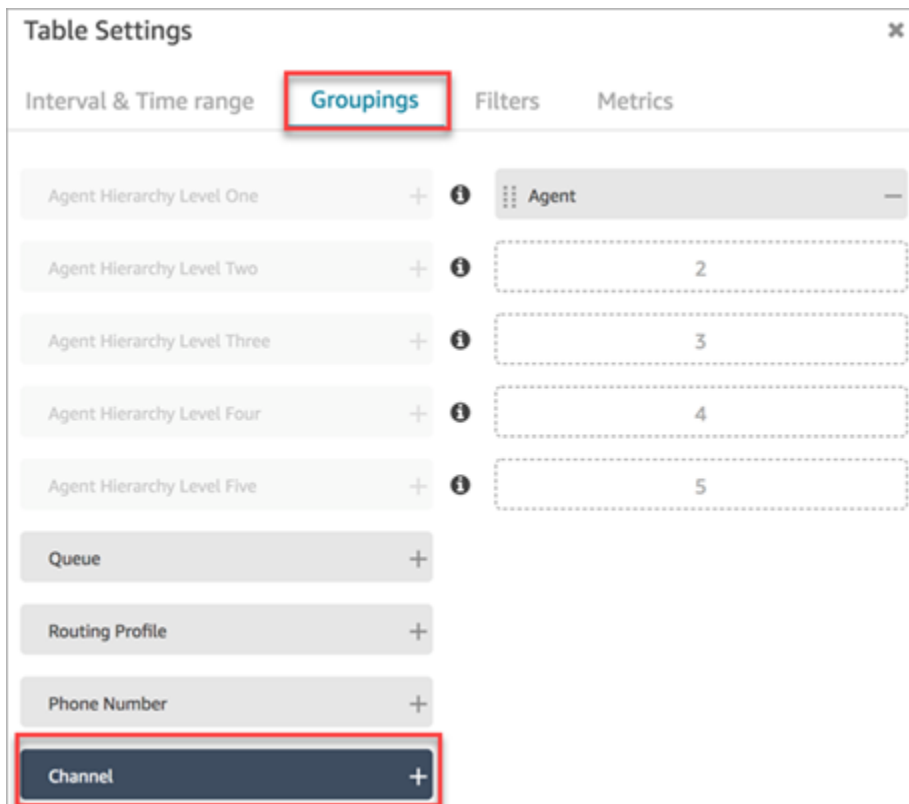 Table Settings
Interval & Time range Groupings Filters Metrics
Agent Hierarchy Level One Agent
Agent Hierarchy Level Two 2
Agent Hierarchy Level Three 3
Agent Hierarchy Level Four 4
Agent Hierarchy Level Five 5
Queue
Routing Profile
Phone Number
Channel